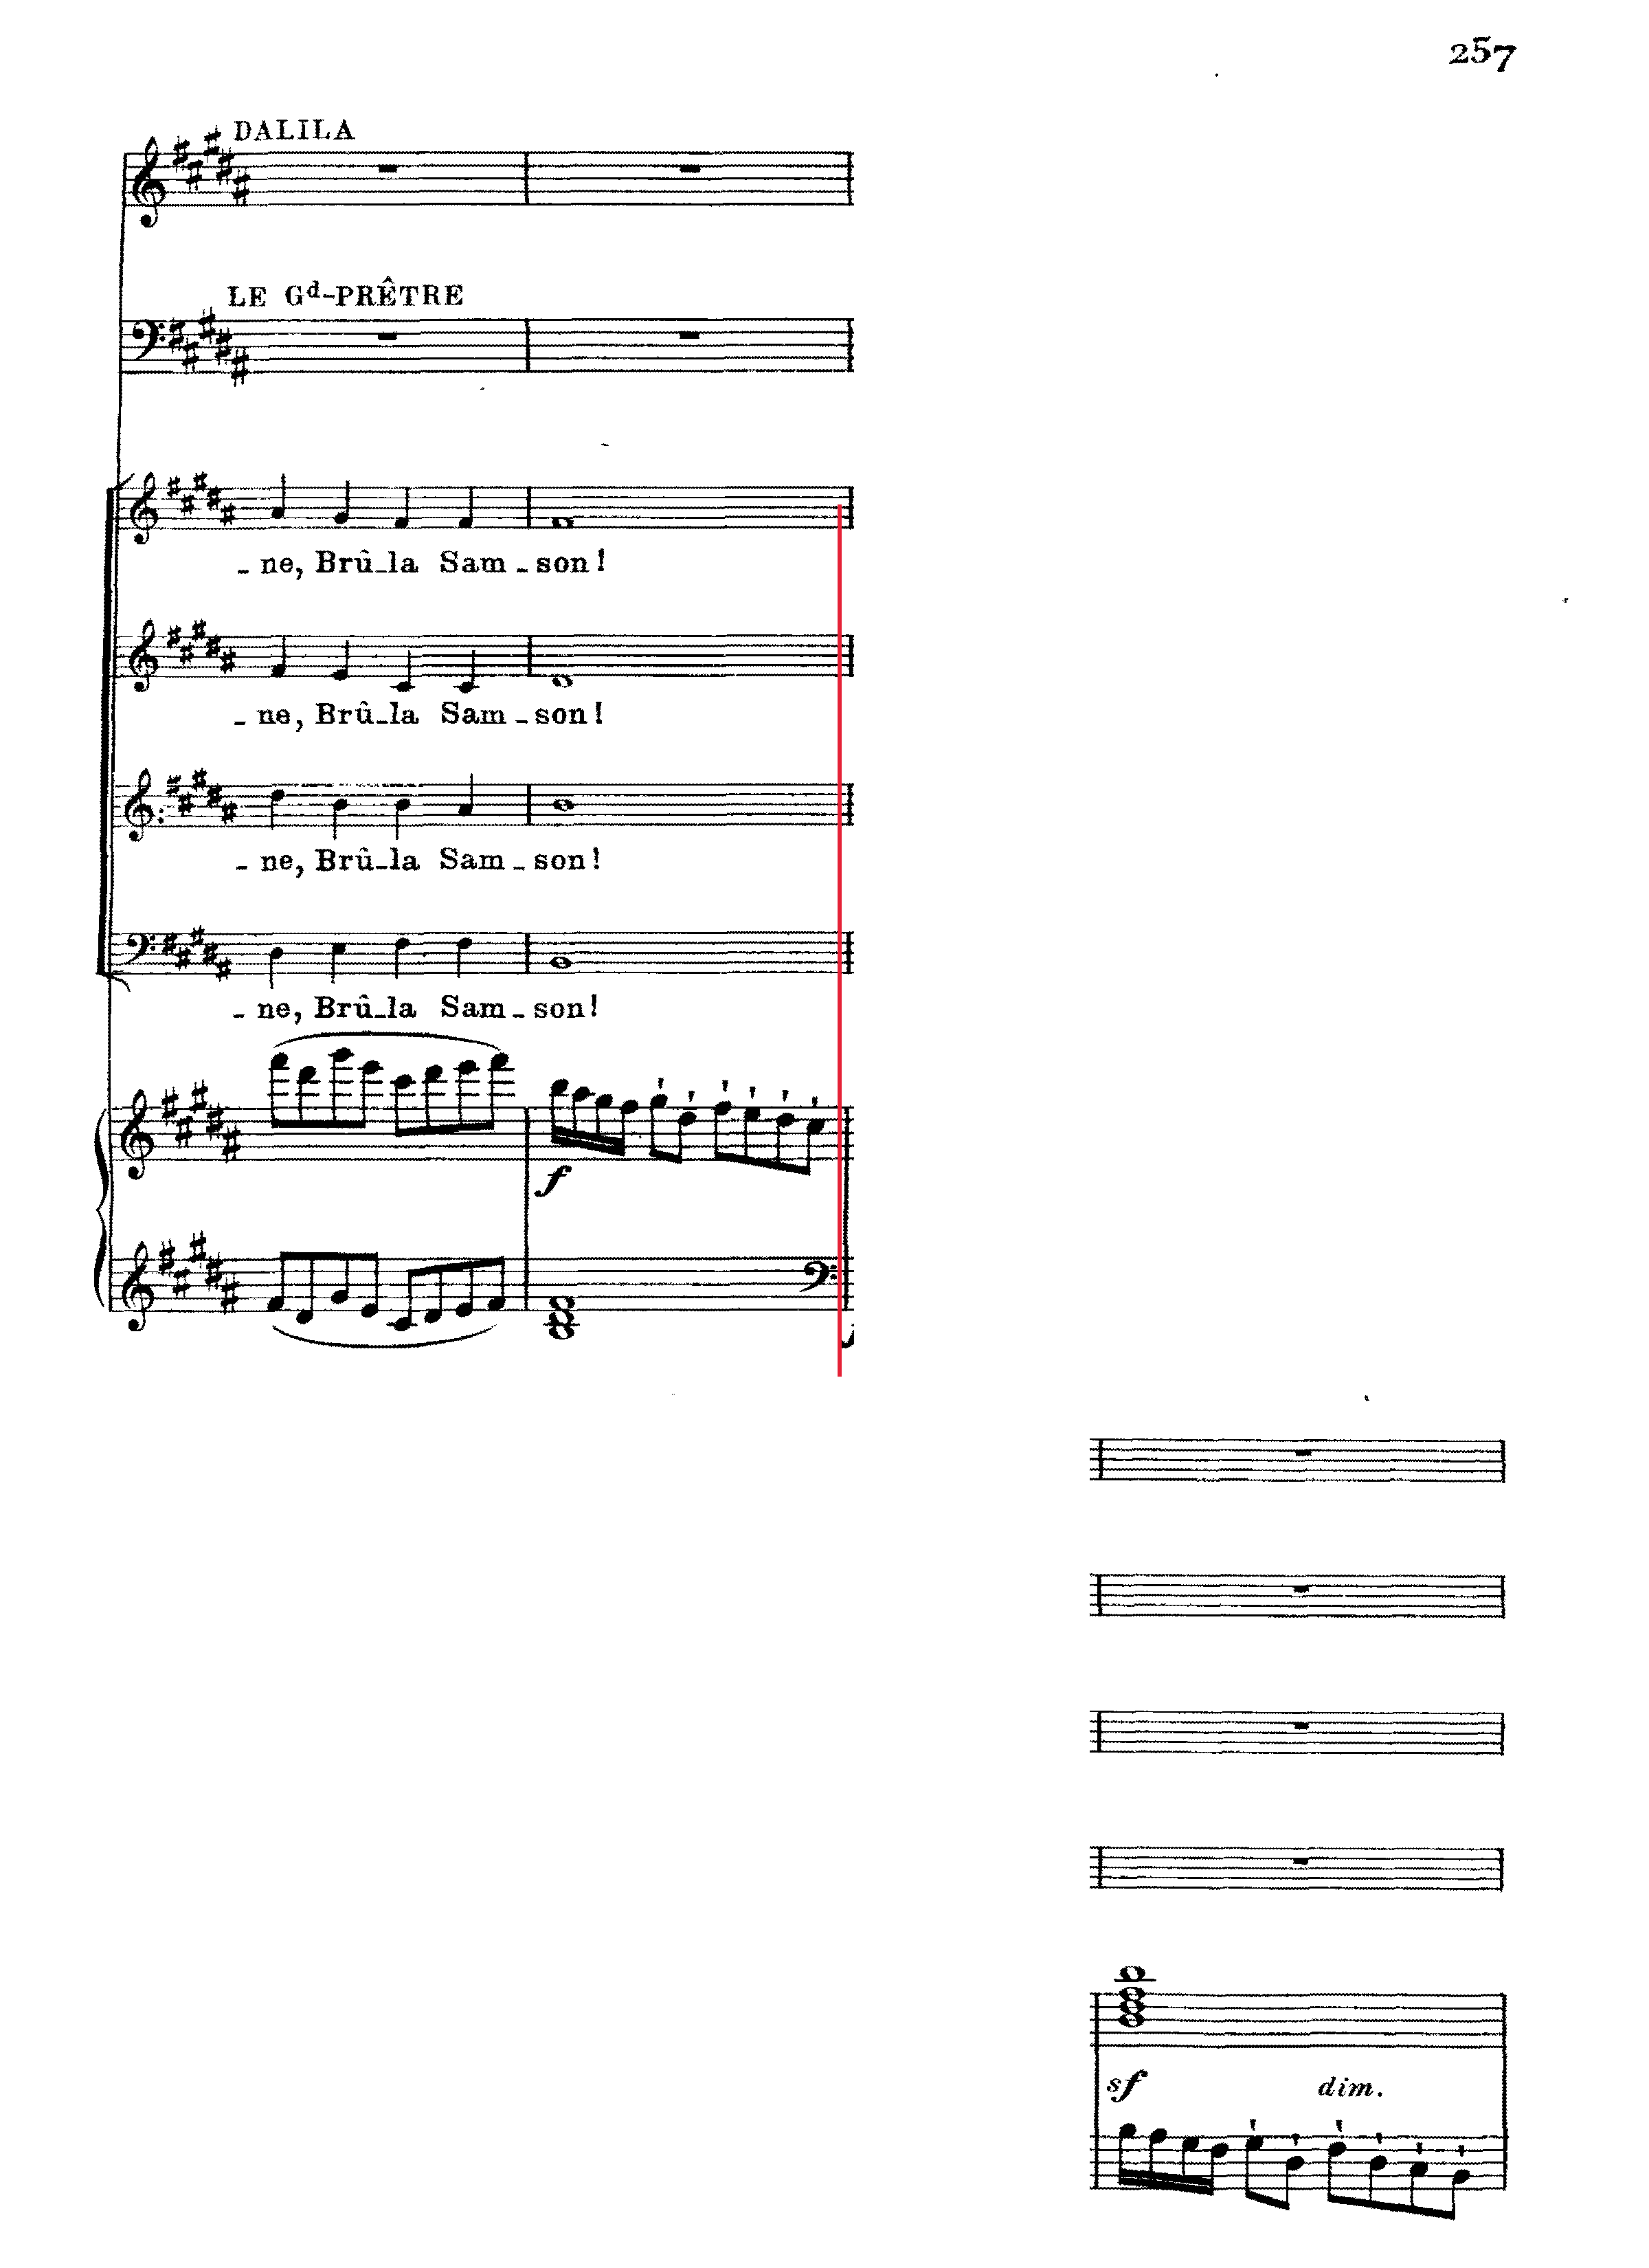 257
DALILA
LE Gd-PRÊTRE
- ne, Brû-la Sam - son!
- ne, Brû-la Sam - son!
- ne, Brû-la Sam - son!
- ne, Brû-la Sam - son!
f
sf dim.